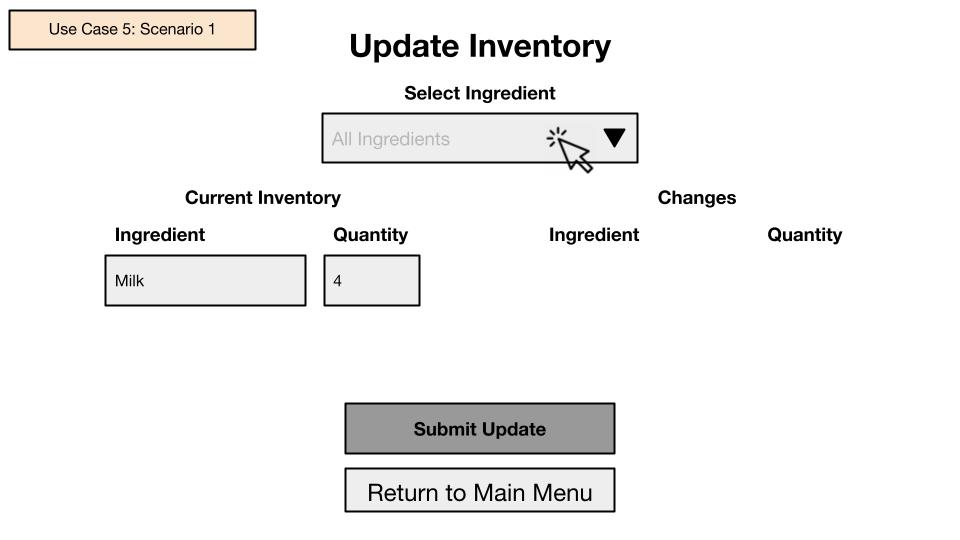 Use Case 5: Scenario 1
Update Inventory
Select Ingredient
All Ingredients
Current Inventory
Changes
Ingredient
Quantity
Ingredient
Quantity
Milk
4
Submit Update
Return to Main Menu